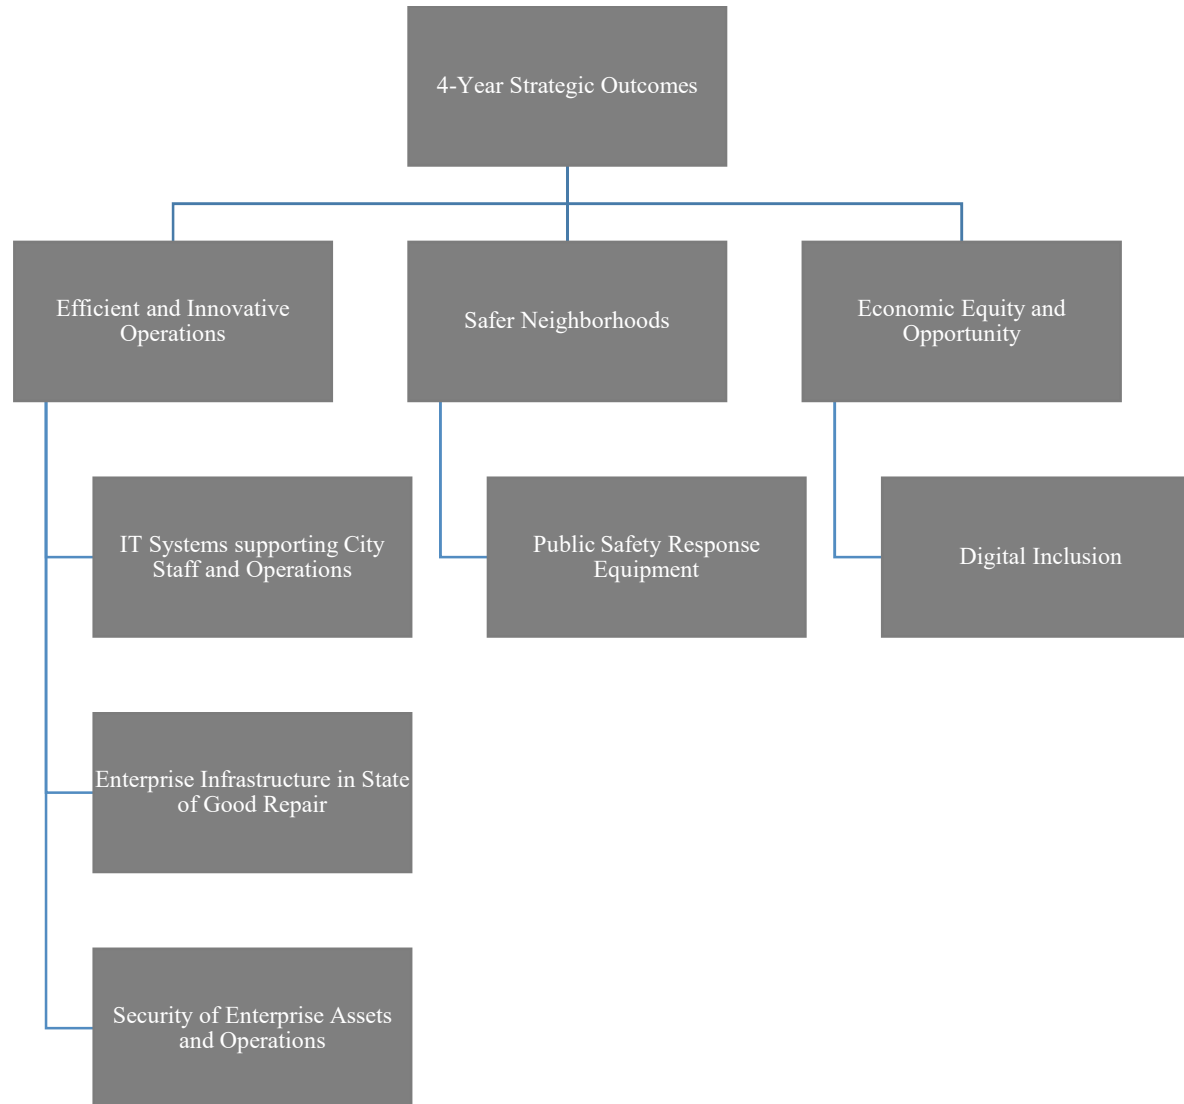 4-Year Strategic Outcomes
Efficient and Innovative
Operations
Safer Neighborhoods
Economic Equity and
Opportunity
IT Systems supporting City
Staff and Operations
Public Safety Response
Equipment
Digital Inclusion
Enterprise Infrastructure in State
of Good Repair
Security of Enterprise Assets
and Operations